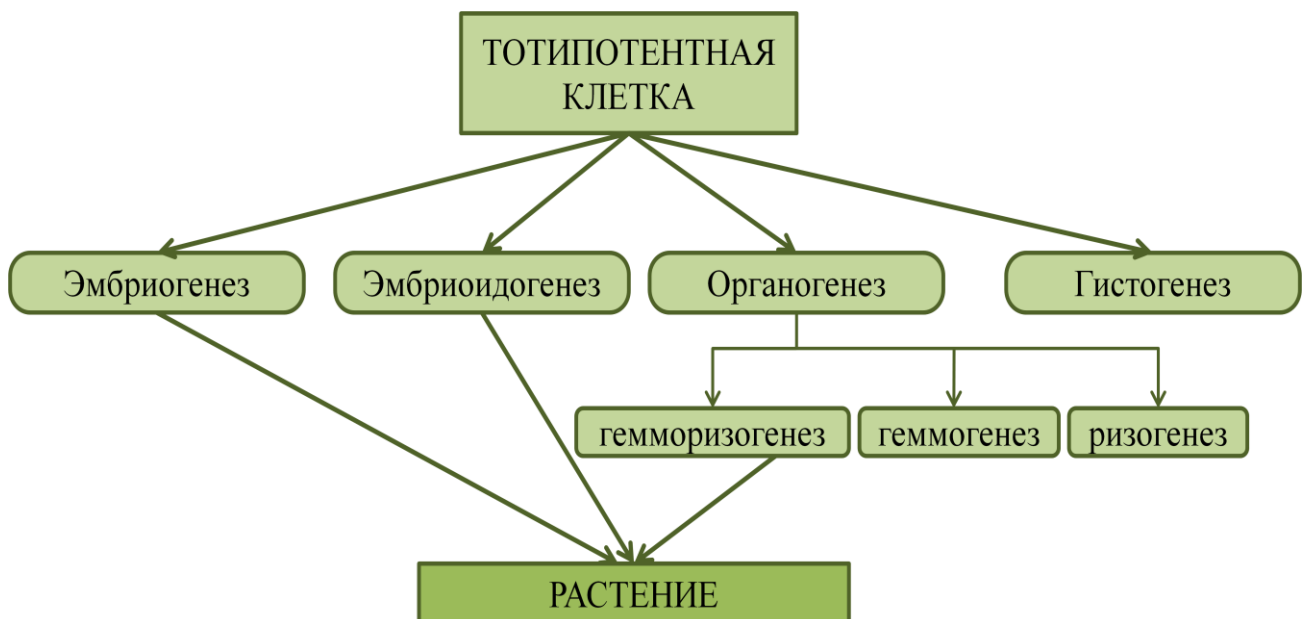 ТОТИПОТЕНТНАЯ
КЛЕТКА
Эмбриогенез
Эмбриоидогенез
Органогенез
Гистогенез
гемморизогенез
геммогенез
ризогенез
РАСТЕНИЕ